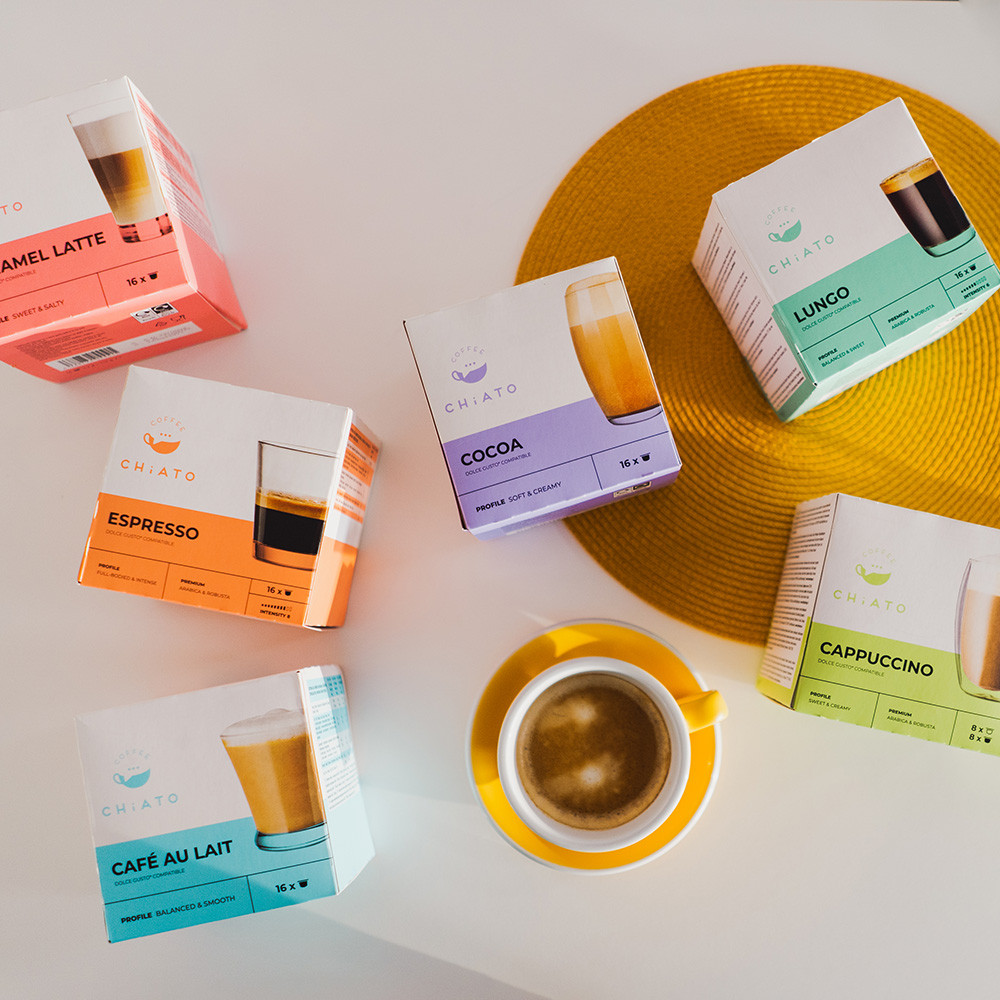 TO
AMEL LATTE
COMPATIBLE
16 x
LE SWEET & SALTY
COFFEE
CHiATO
LUNGO
DOLCE GUSTO* COMPATIBLE
16 x
INTENSITY 6
PREMIUM
ARABICA & ROBUSTA
PROFILE
BALANCED & SWEET
COFFEE
CHiATO
COCOA
DOLCE GUSTO* COMPATIBLE
16 x
PROFILE SOFT & CREAMY
COFFEE
CHiATO
ESPRESSO
DOLCE GUSTO* COMPATIBLE
PROFILE
FULL-BODIED & INTENSE
PREMIUM
ARABICA & ROBUSTA
16 x
INTENSITY 8
COFFEE
CHiATO
CAPPUCCINO
DOLCE GUSTO* COMPATIBLE
PROFILE
SWEET & CREAMY
PREMIUM
ARABICA & ROBUSTA
8 x
8 x
COFFEE
CHiATO
CAFÉ AU LAIT
DOLCE GUSTO* COMPATIBLE
16 x
PROFILE BALANCED & SMOOTH